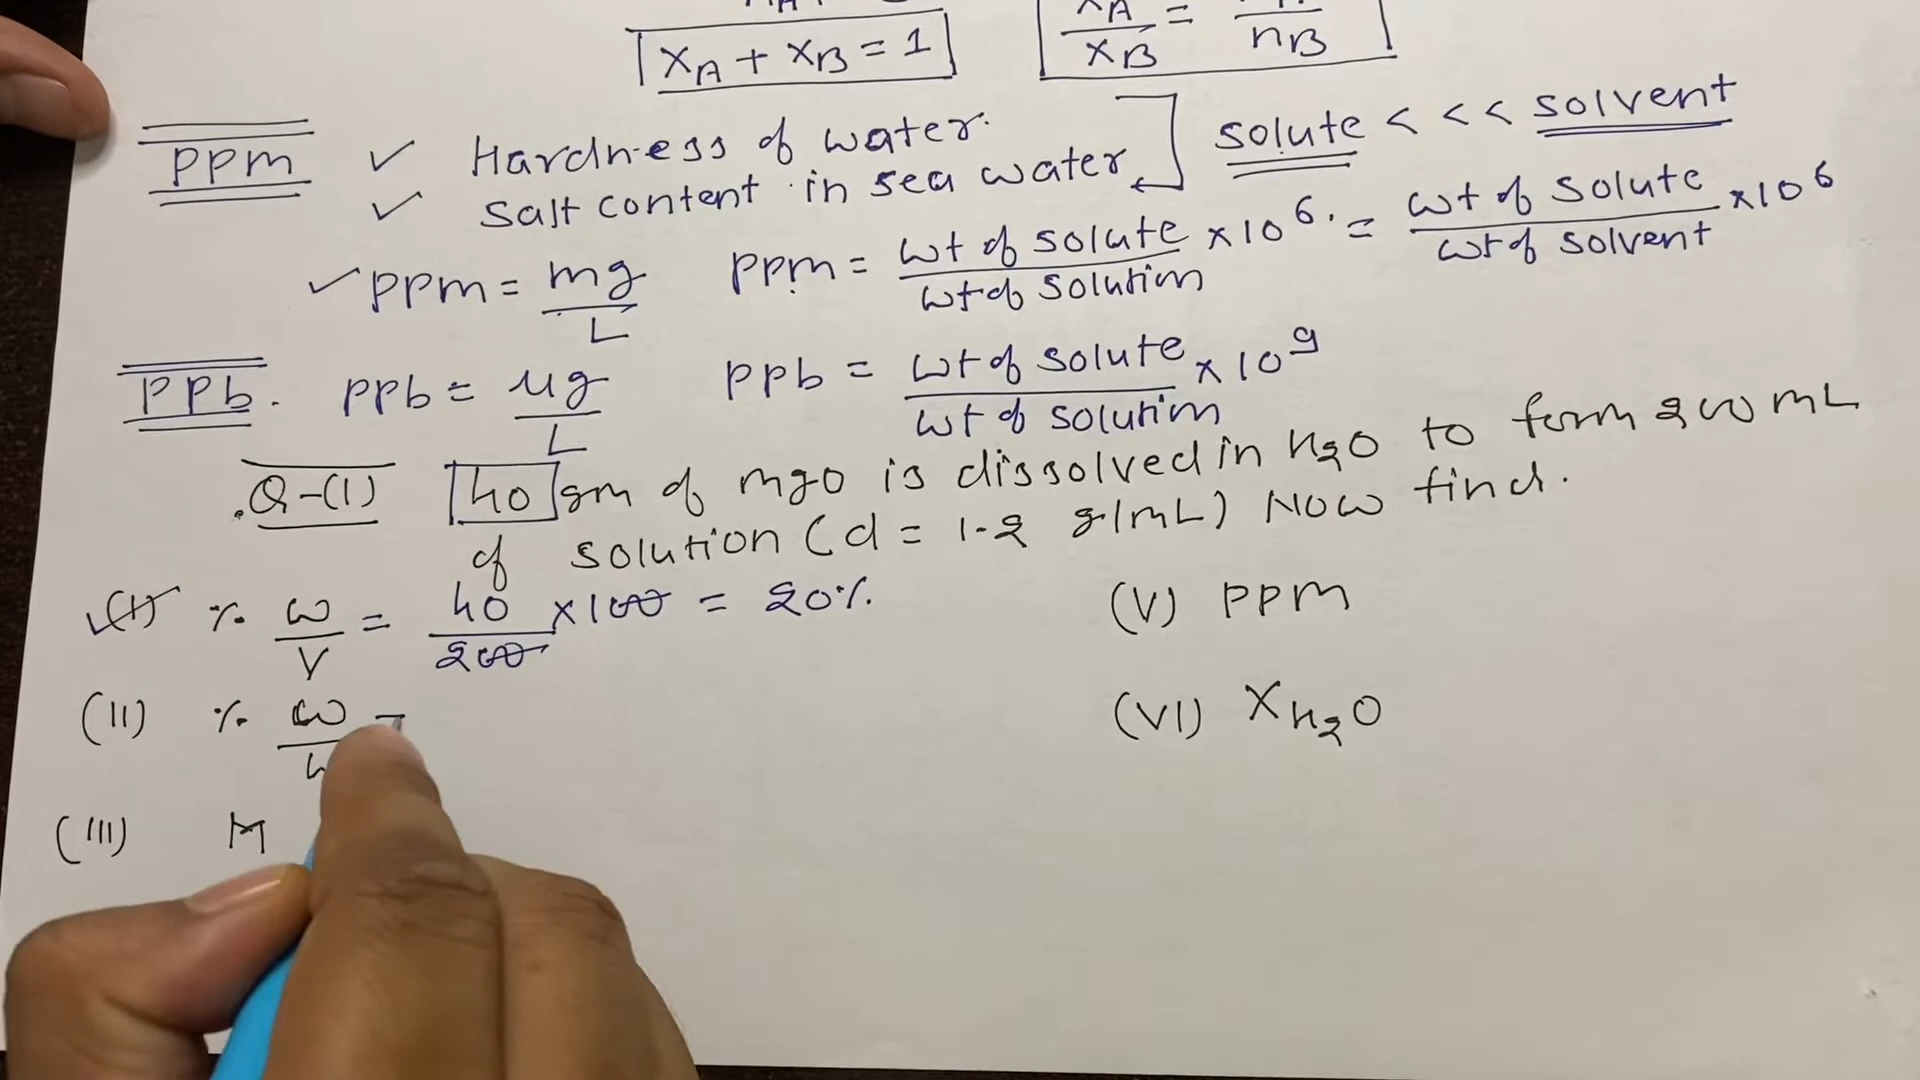 xA + xB = 1
xA/xB = /nB
PPM ✓ Hardness of water.
✓ Salt content in sea water
solute < < < solvent
✓ PPM = mg/L PPM = wt of solute/wt of solution × 10⁶. = wt of solute/wt of solvent × 10⁶
PPb. PPb = μg/L PPb = wt of solute/wt of solution × 10⁹
.Q-(1) 40 gm of mgo is dissolved in H2O to form 200 mL
of solution (d = 1.2 g/mL) Now find.
✓(I) % w/V = 40/200 × 100 = 20%.
(II) % w/
(III) M
(V) PPM
(VI) XH2O